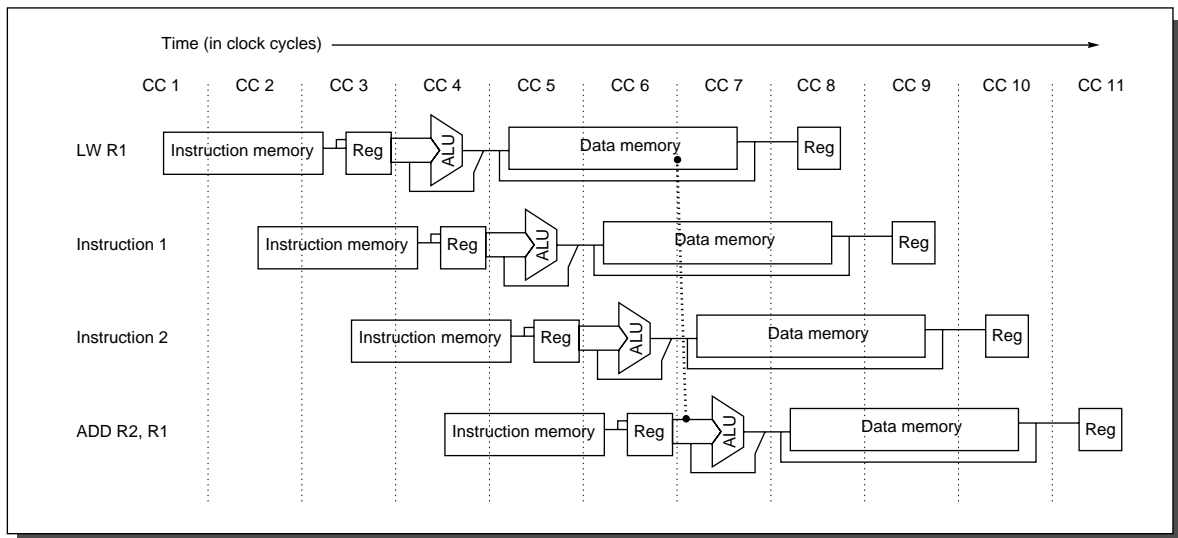 Time (in clock cycles)
CC 1 CC 2 CC 3 CC 4 CC 5 CC 6 CC 7 CC 8 CC 9 CC 10 CC 11
LW R1 Instruction memory Reg ALU Data memory Reg
Instruction 1 Instruction memory Reg ALU Data memory Reg
Instruction 2 Instruction memory Reg ALU Data memory Reg
ADD R2, R1 Instruction memory Reg ALU Data memory Reg